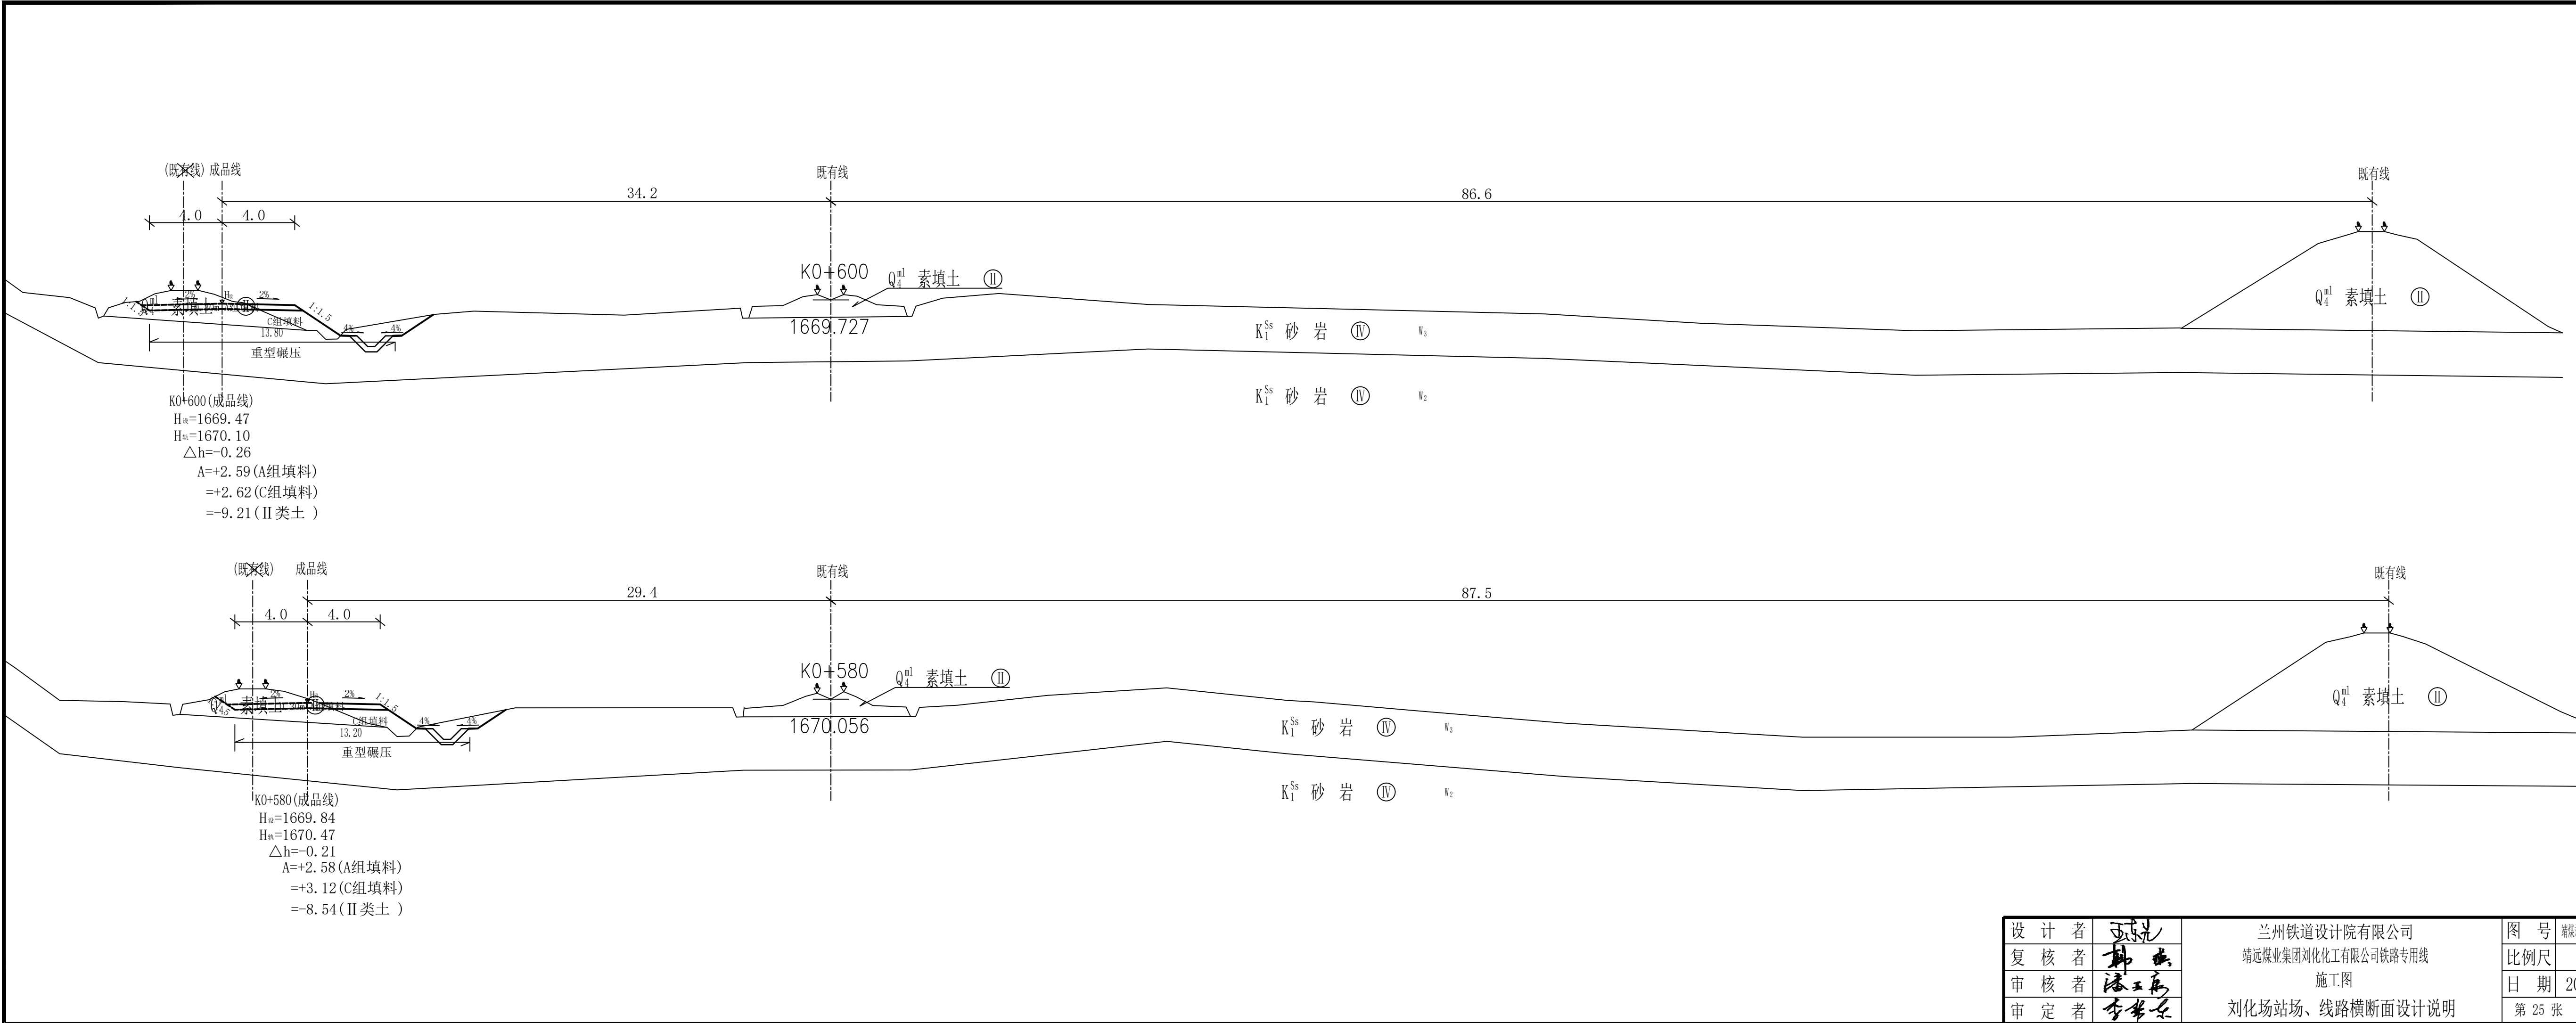 (既有线) 成品线
既有线
既有线
34.2
86.6
4.0 4.0
K0+600
Q4ml 素填土 Ⅱ
1:1.5
2%
2%
1:1.5
素填土 Ⅱ
C组填料
13.80
4% 4%
重型碾压
1669.727
K1Ss 砂 岩 Ⅳ W3
Q4ml 素填土 Ⅱ
K1Ss 砂 岩 Ⅳ W2
K0+600(成品线)
H设=1669.47
H轨=1670.10
△h=-0.26
A=+2.59(A组填料)
=+2.62(C组填料)
=-9.21(Ⅱ类土 )
(既有线) 成品线
既有线
既有线
29.4
87.5
4.0 4.0
K0+580
Q4ml 素填土 Ⅱ
2%
2%
1:1.5
素填土
C组填料
13.20
4% 4%
重型碾压
1670.056
K1Ss 砂 岩 Ⅳ W3
Q4ml 素填土 Ⅱ
K1Ss 砂 岩 Ⅳ W2
K0+580(成品线)
H设=1669.84
H轨=1670.47
△h=-0.21
A=+2.58(A组填料)
=+3.12(C组填料)
=-8.54(Ⅱ类土 )
设 计 者
复 核 者
审 核 者
审 定 者
兰州铁道设计院有限公司
靖远煤业集团刘化化工有限公司铁路专用线
施工图
刘化场站场、线路横断面设计说明
图 号
比例尺
日 期 20
第 25 张